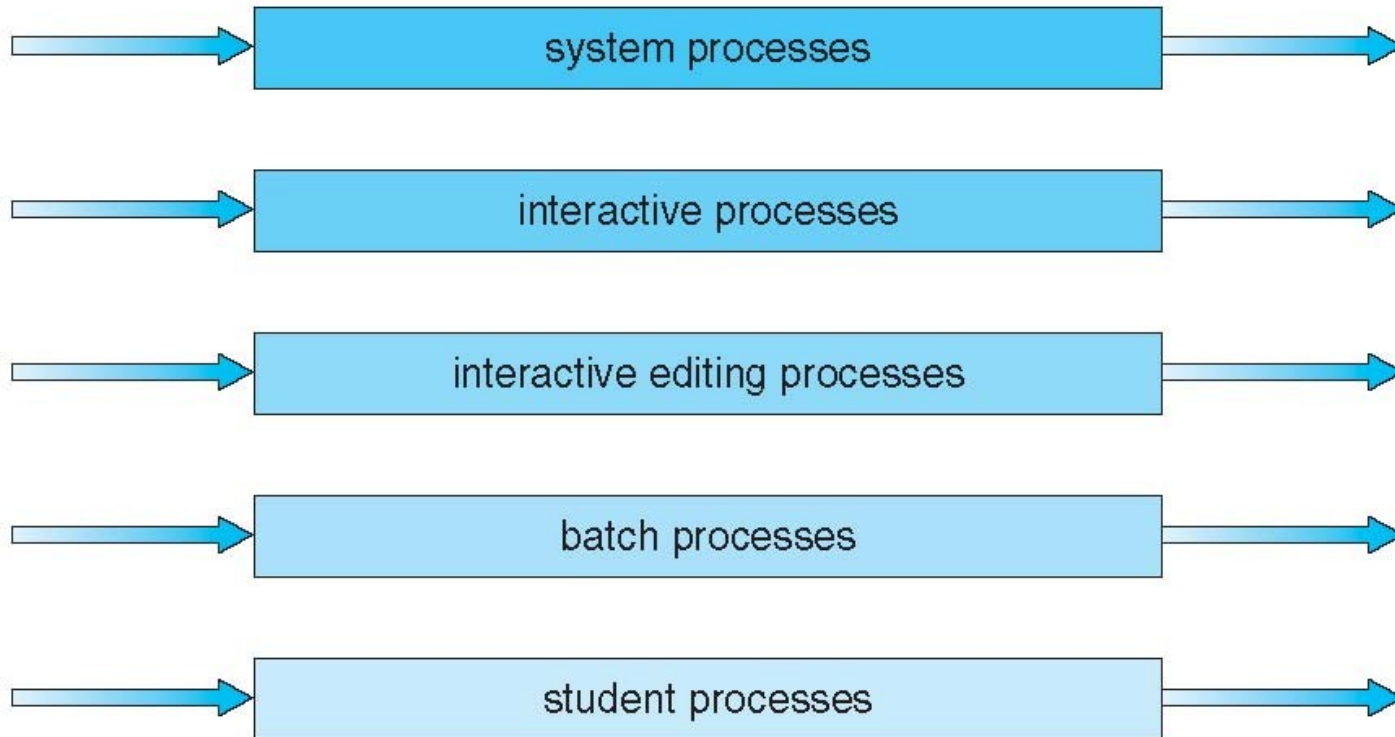 system processes
interactive processes
interactive editing processes
batch processes
student processes